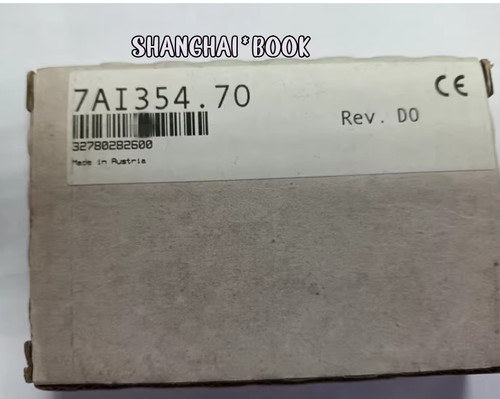 SHANGHAI*BOOK
7AI354.70
CE
Rev. D0
32780282600
Made in Austria